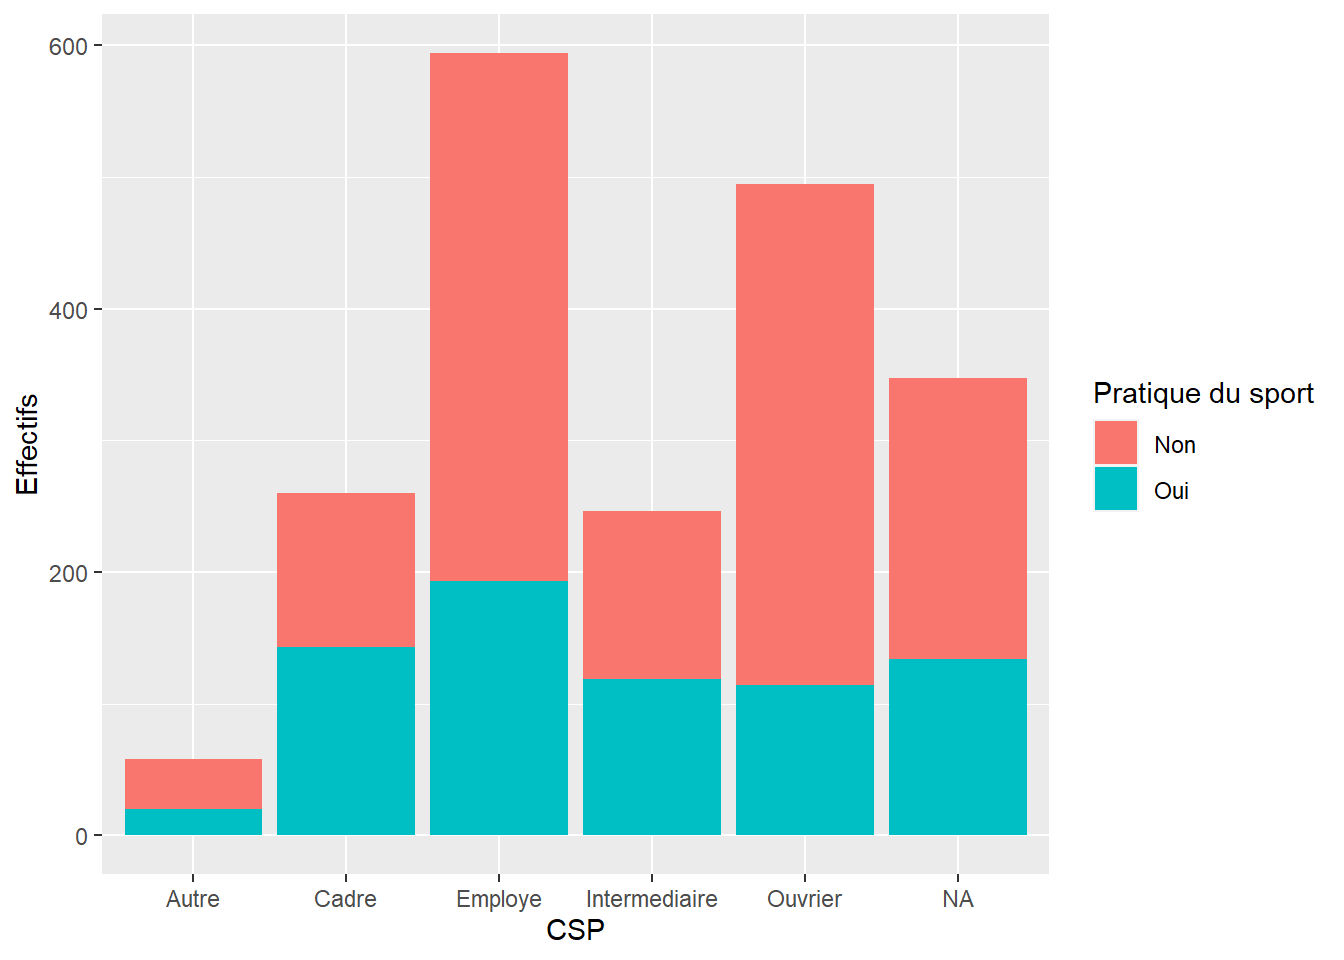 600
400
200
0
Effectifs
Autre
Cadre
Employe
Intermediaire
Ouvrier
NA
CSP
Pratique du sport
Non
Oui